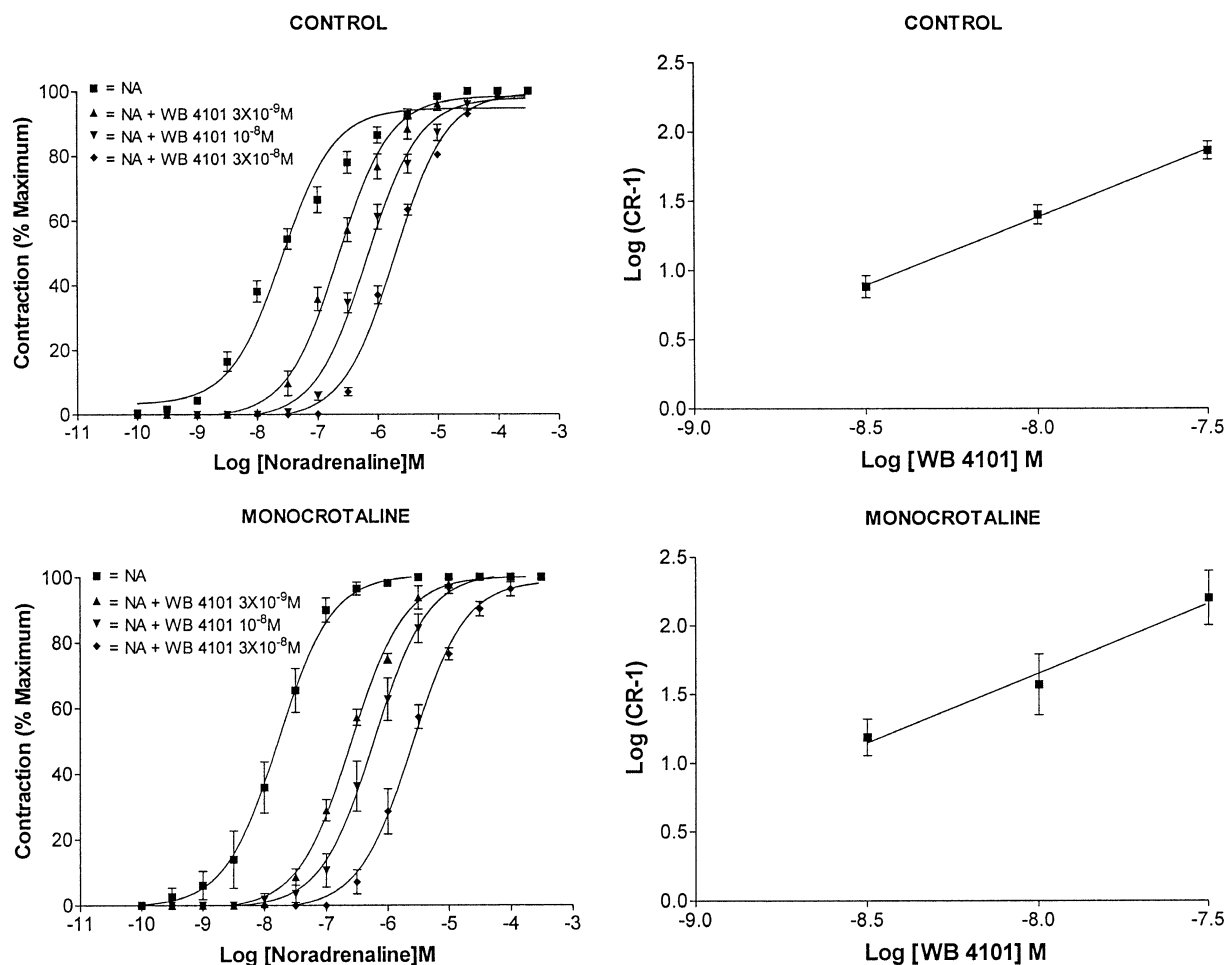 CONTROL
■ = NA
▲ = NA + WB 4101 3X10⁻⁹M
▼ = NA + WB 4101 10⁻⁸M
◆ = NA + WB 4101 3X10⁻⁸M
Contraction (% Maximum)
100
80
60
40
20
0
-11 -10 -9 -8 -7 -6 -5 -4 -3
Log [Noradrenaline]M
CONTROL
Log (CR-1)
2.5
2.0
1.5
1.0
0.5
0.0
-9.0 -8.5 -8.0 -7.5
Log [WB 4101] M
MONOCROTALINE
■ = NA
▲ = NA + WB 4101 3X10⁻⁹M
▼ = NA + WB 4101 10⁻⁸M
◆ = NA + WB 4101 3X10⁻⁸M
Contraction (% Maximum)
100
80
60
40
20
0
-11 -10 -9 -8 -7 -6 -5 -4 -3
Log [Noradrenaline]M
MONOCROTALINE
Log (CR-1)
2.5
2.0
1.5
1.0
0.5
0.0
-9.0 -8.5 -8.0 -7.5
Log [WB 4101] M